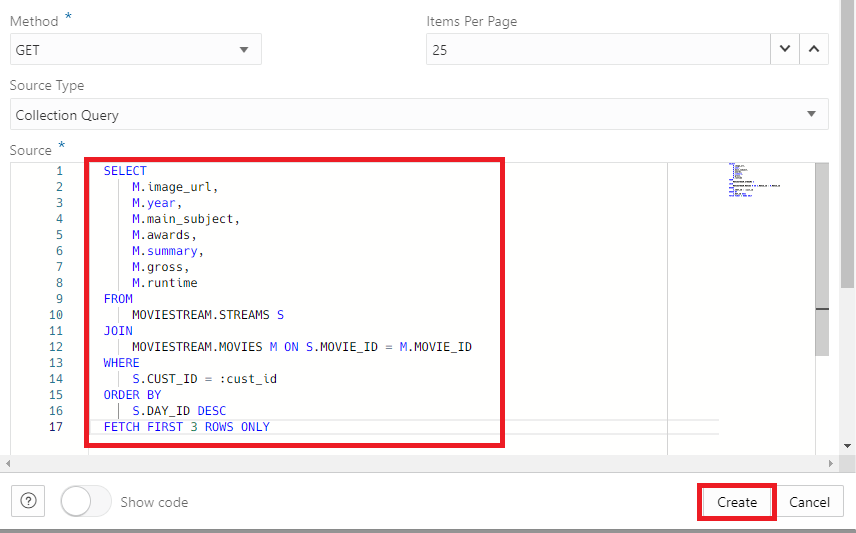 Method *
Items Per Page
GET
25
Source Type
Collection Query
Source *
1 SELECT
2 M.image_url,
3 M.year,
4 M.main_subject,
5 M.awards,
6 M.summary,
7 M.gross,
8 M.runtime
9 FROM
10 MOVIESTREAM.STREAMS S
11 JOIN
12 MOVIESTREAM.MOVIES M ON S.MOVIE_ID = M.MOVIE_ID
13 WHERE
14 S.CUST_ID = :cust_id
15 ORDER BY
16 S.DAY_ID DESC
17 FETCH FIRST 3 ROWS ONLY
Show code
Create
Cancel